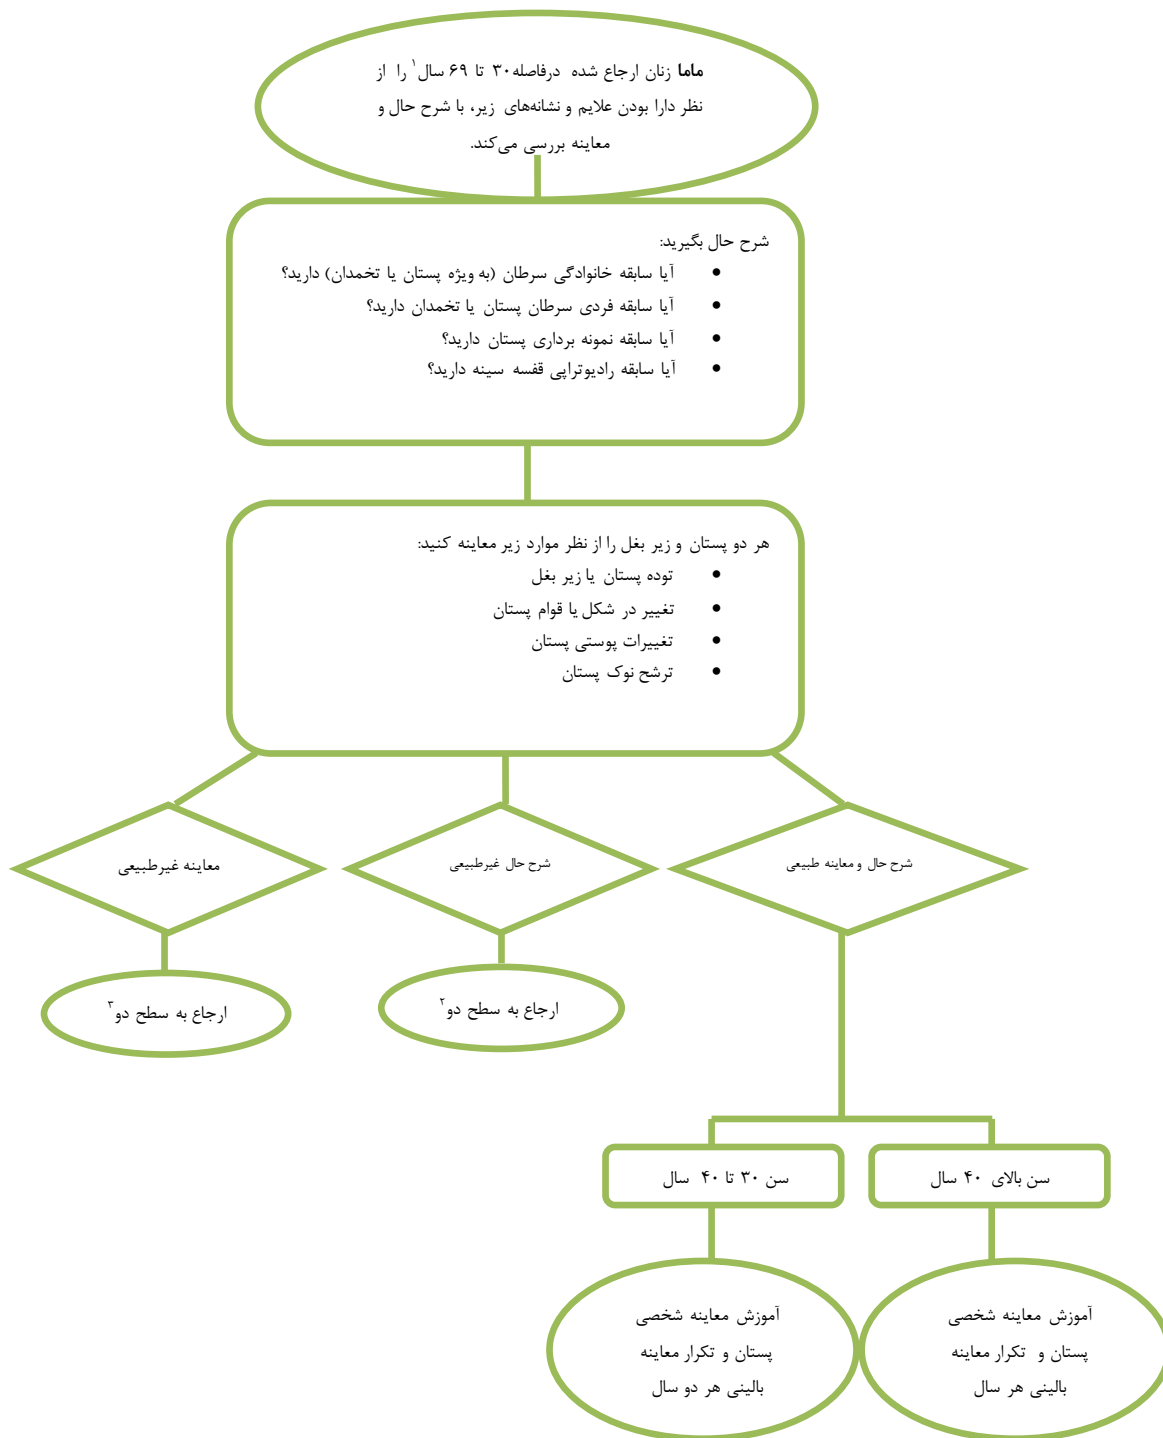 ماما زنان ارجاع شده درفاصله۳۰ تا ۶۹ سال۱ را از
نظر دارا بودن علایم و نشانه‌های زیر، با شرح حال و
معاینه بررسی می‌کند.
شرح حال بگیرید:
• آیا سابقه خانوادگی سرطان (به ویژه پستان یا تخمدان) دارید؟
• آیا سابقه فردی سرطان پستان یا تخمدان دارید؟
• آیا سابقه نمونه برداری پستان دارید؟
• آیا سابقه رادیوتراپی قفسه سینه دارید؟
هر دو پستان و زیر بغل را از نظر موارد زیر معاینه کنید:
• توده پستان یا زیر بغل
• تغییر در شکل یا قوام پستان
• تغییرات پوستی پستان
• ترشح نوک پستان
شرح حال و معاینه طبیعی
شرح حال غیرطبیعی
معاینه غیرطبیعی
ارجاع به سطح دو۲
ارجاع به سطح دو۳
سن بالای ۴۰ سال
سن ۳۰ تا ۴۰ سال
آموزش معاینه شخصی
پستان و تکرار معاینه
بالینی هر سال
آموزش معاینه شخصی
پستان و تکرار معاینه
بالینی هر دو سال